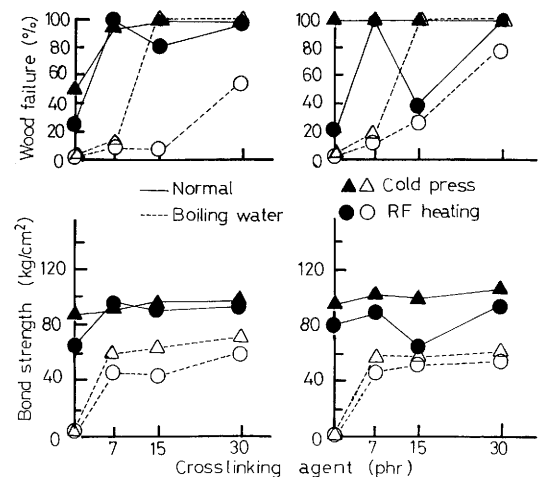 Wood failure (%)
100
80
60
40
20
0
100
80
60
40
20
0
Normal
Boiling water
Cold press
RF heating
Bond strength (kg/cm²)
120
80
40
0
120
80
40
0
7 15 30
7 15 30
Crosslinking agent (phr)